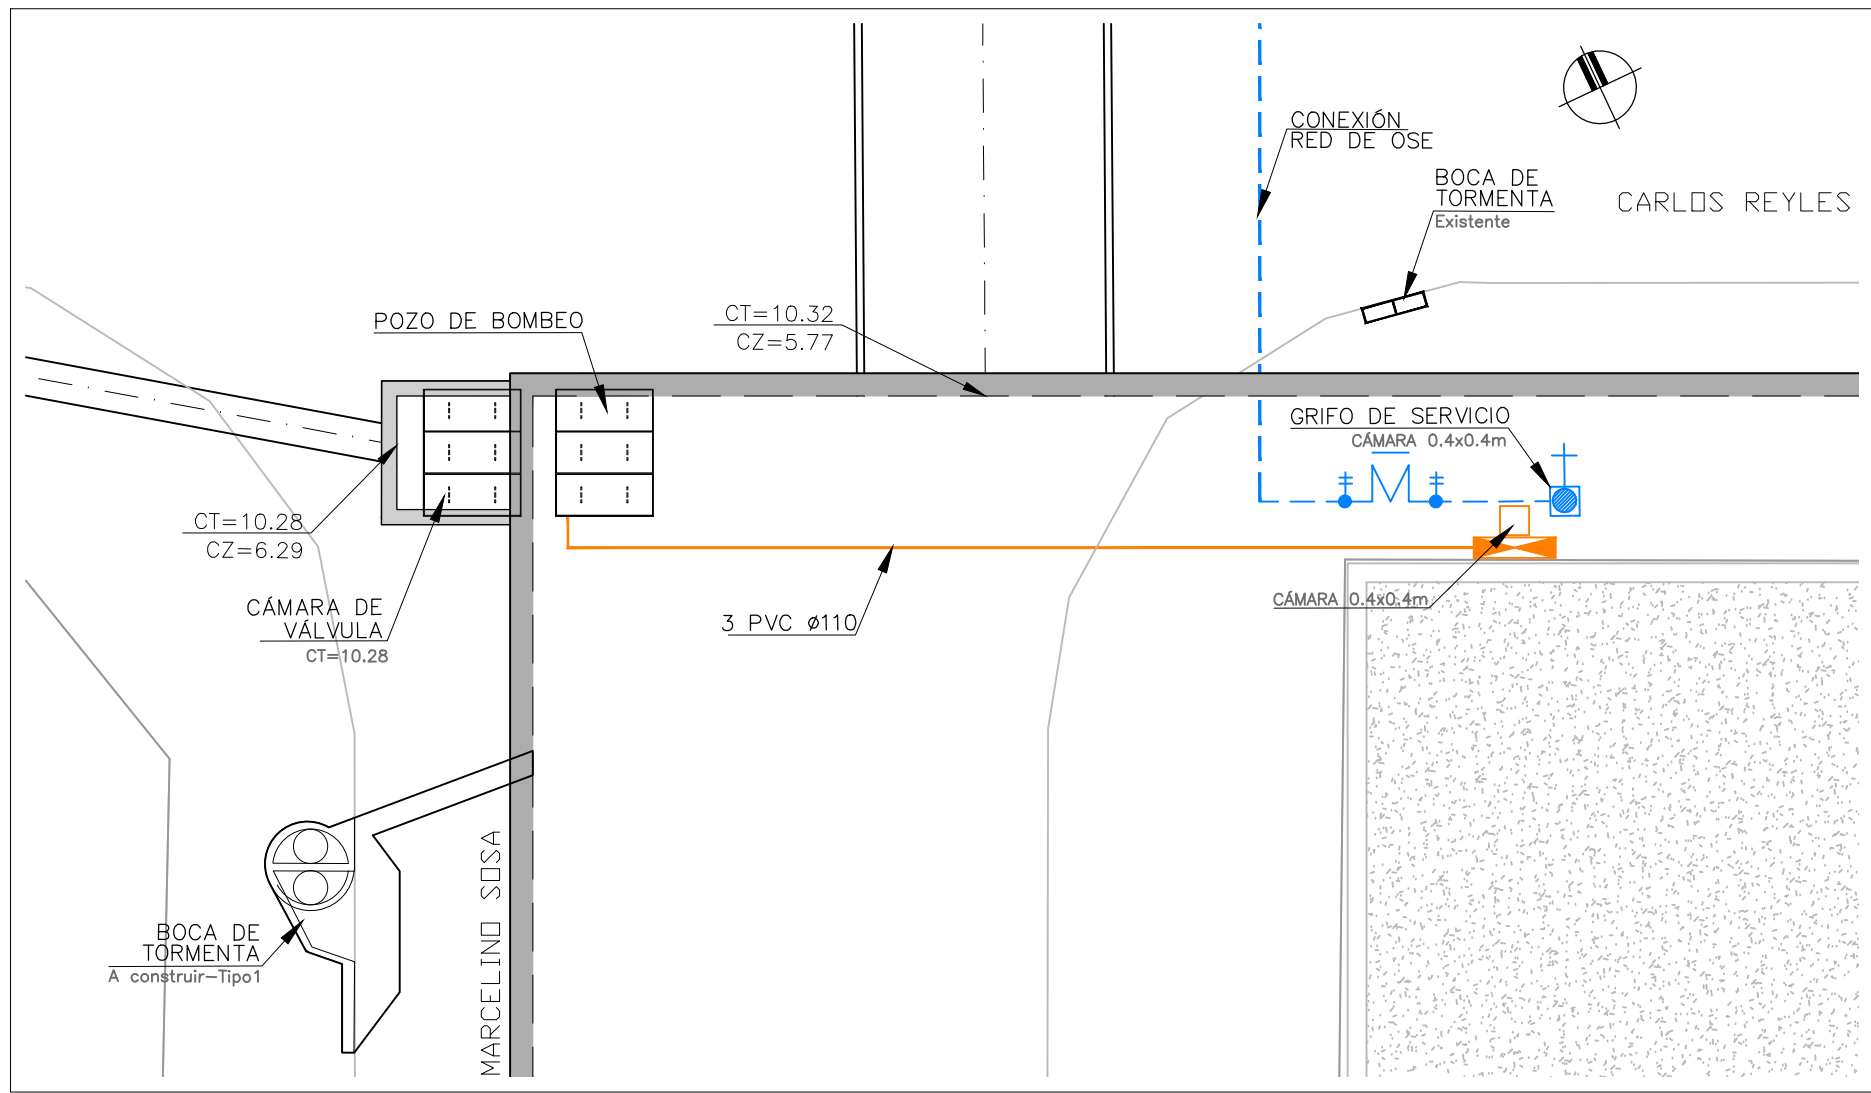 CONEXIÓN
RED DE OSE
BOCA DE
TORMENTA
Existente
CARLOS REYLES
POZO DE BOMBEO
CT=10.32
CZ=5.77
GRIFO DE SERVICIO
CÁMARA 0.4x0.4m
CT=10.28
CZ=6.29
CÁMARA DE
VÁLVULA
CT=10.28
3 PVC ø110
CÁMARA 0.4x0.4m
MARCELINO SOSA
BOCA DE
TORMENTA
A construir-Tipo1